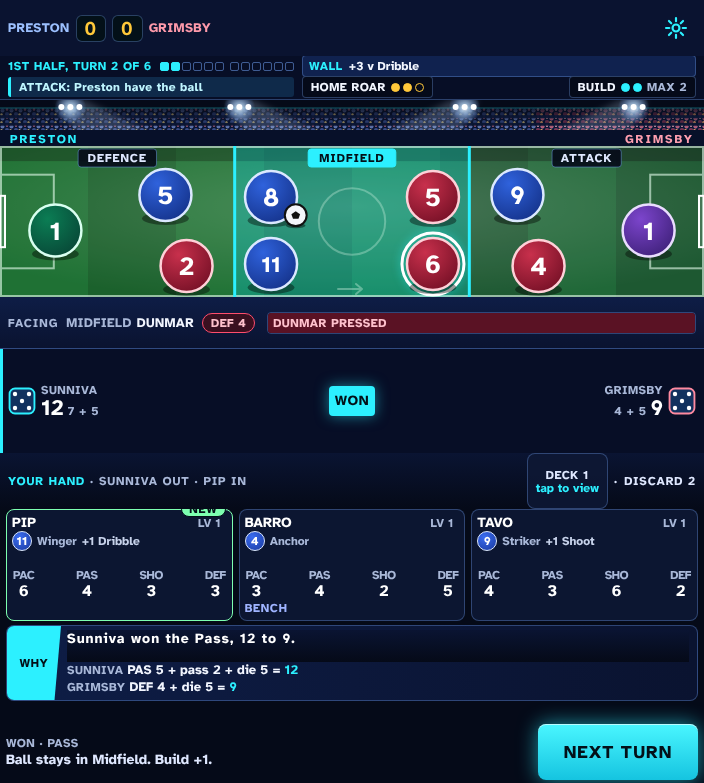 PRESTON 0 0 GRIMSBY
1ST HALF, TURN 2 OF 6
WALL +3 v Dribble
ATTACK: Preston have the ball
HOME ROAR
BUILD MAX 2
PRESTON
GRIMSBY
DEFENCE
MIDFIELD
ATTACK
5 8 5 9
1 1
2 11 6 4
FACING MIDFIELD DUNMAR DEF 4 DUNMAR PRESSED
SUNNIVA
12 7 + 5
WON
GRIMSBY
4 + 5 9
YOUR HAND · SUNNIVA OUT · PIP IN
DECK 1
tap to view
· DISCARD 2
NEW
PIP LV 1
11 Winger +1 Dribble
PAC PAS SHO DEF
6 4 3 3
BARRO LV 1
4 Anchor
PAC PAS SHO DEF
3 4 2 5
BENCH
TAVO LV 1
9 Striker +1 Shoot
PAC PAS SHO DEF
4 3 6 2
WHY
Sunniva won the Pass, 12 to 9.
SUNNIVA PAS 5 + pass 2 + die 5 = 12
GRIMSBY DEF 4 + die 5 = 9
WON · PASS
Ball stays in Midfield. Build +1.
NEXT TURN